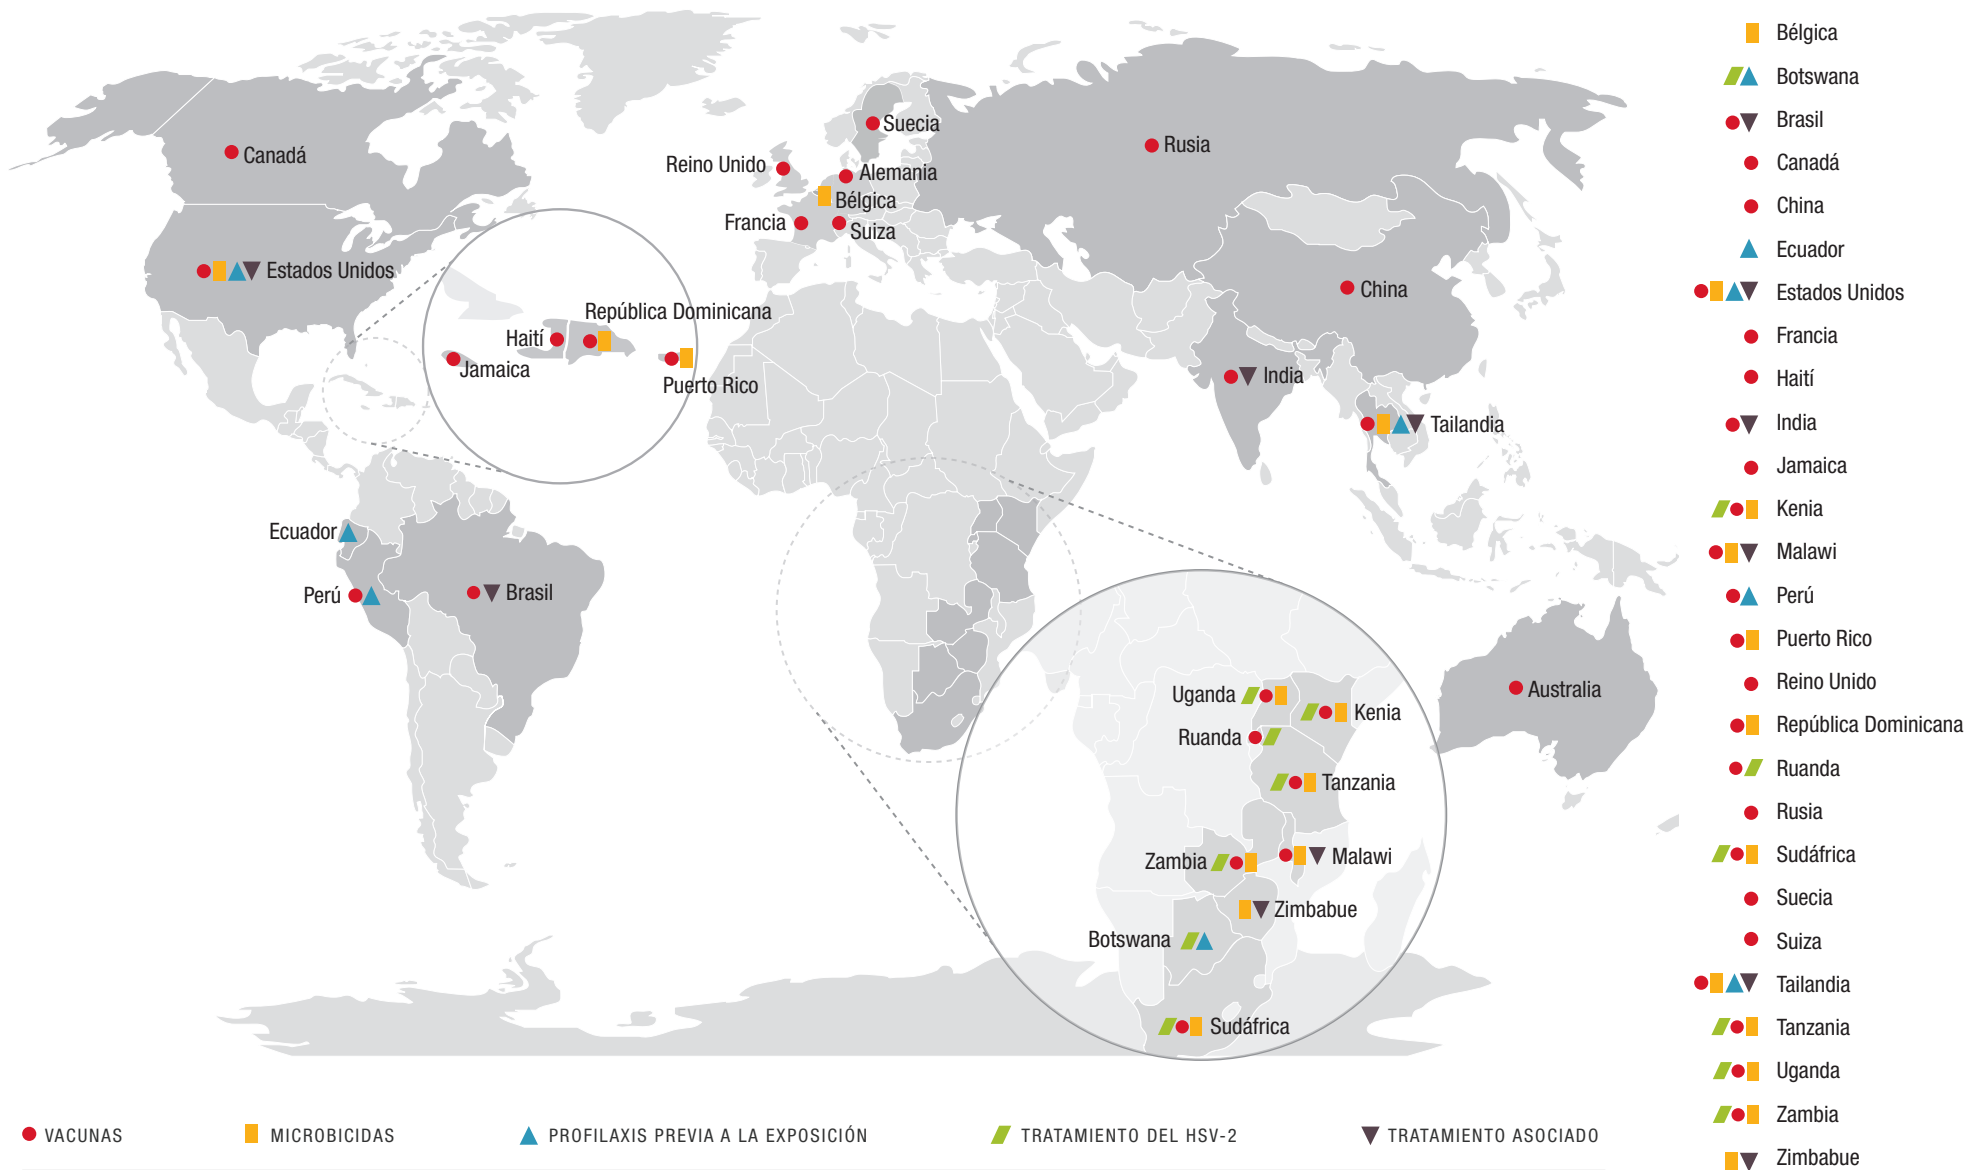 Canadá
Estados Unidos
Suecia
Reino Unido
Alemania
Bélgica
Francia
Suiza
Rusia
China
República Dominicana
Haití
Jamaica
Puerto Rico
India
Tailandia
Ecuador
Perú
Brasil
Australia
Uganda
Kenia
Ruanda
Tanzania
Zambia
Malawi
Zimbabue
Botswana
Sudáfrica
Bélgica
Botswana
Brasil
Canadá
China
Ecuador
Estados Unidos
Francia
Haití
India
Jamaica
Kenia
Malawi
Perú
Puerto Rico
Reino Unido
República Dominicana
Ruanda
Rusia
Sudáfrica
Suecia
Suiza
Tailandia
Tanzania
Uganda
Zambia
Zimbabue
VACUNAS
MICROBICIDAS
PROFILAXIS PREVIA A LA EXPOSICIÓN
TRATAMIENTO DEL HSV-2
TRATAMIENTO ASOCIADO